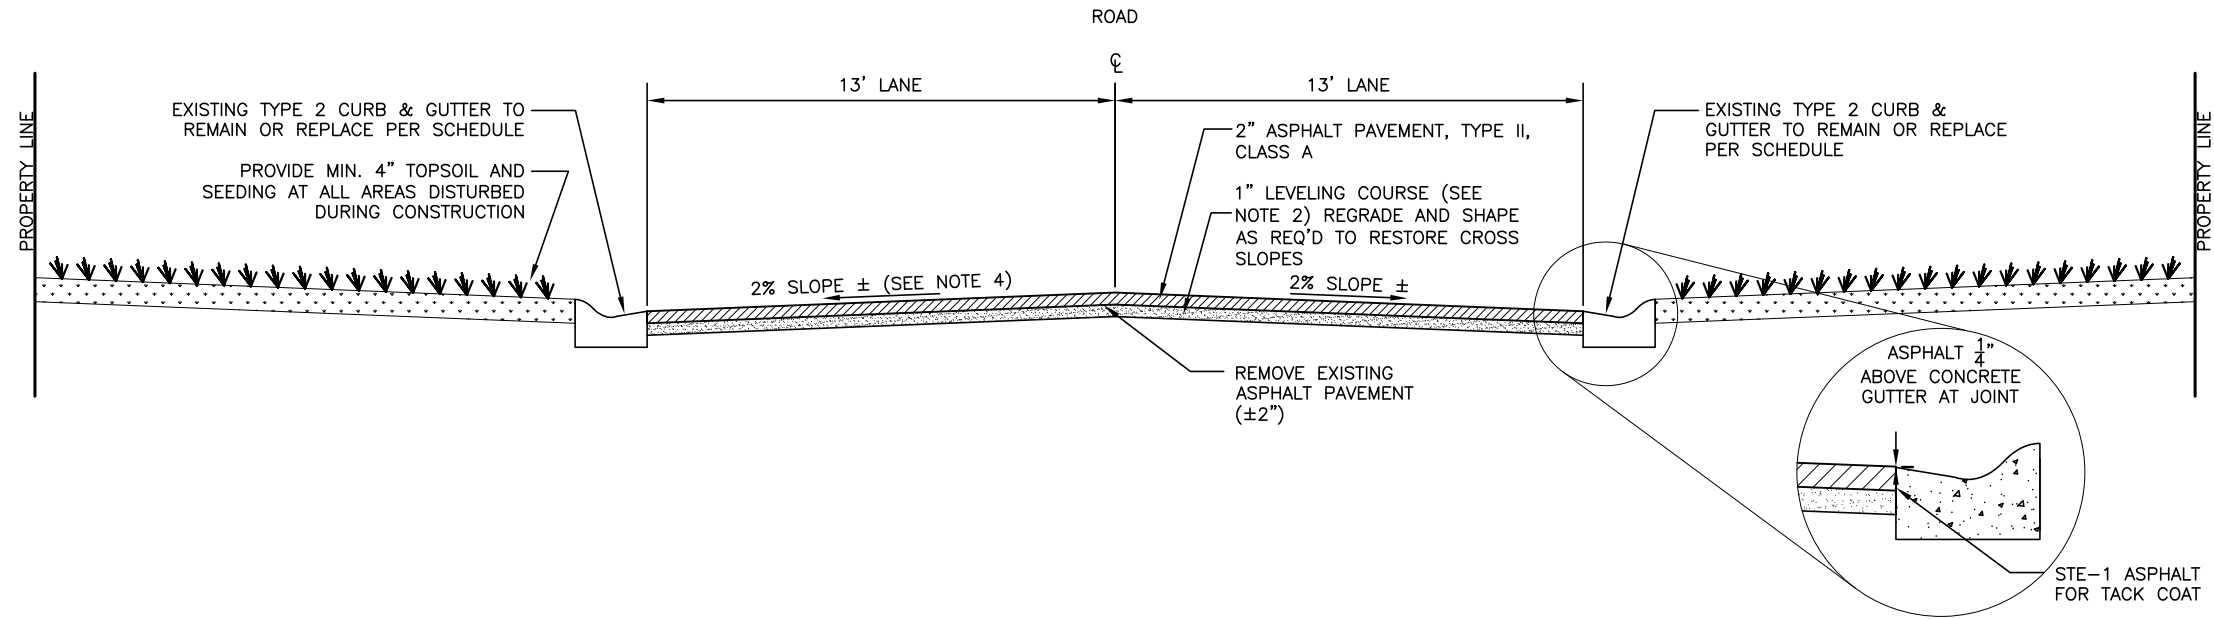 ROAD
℄
13' LANE
13' LANE
PROPERTY LINE
EXISTING TYPE 2 CURB & GUTTER TO
REMAIN OR REPLACE PER SCHEDULE
PROVIDE MIN. 4" TOPSOIL AND
SEEDING AT ALL AREAS DISTURBED
DURING CONSTRUCTION
2% SLOPE ± (SEE NOTE 4)
2" ASPHALT PAVEMENT, TYPE II,
CLASS A
1" LEVELING COURSE (SEE
NOTE 2) REGRADE AND SHAPE
AS REQ'D TO RESTORE CROSS
SLOPES
2% SLOPE ±
EXISTING TYPE 2 CURB &
GUTTER TO REMAIN OR REPLACE
PER SCHEDULE
PROPERTY LINE
REMOVE EXISTING
ASPHALT PAVEMENT
(±2")
ASPHALT 1/4"
ABOVE CONCRETE
GUTTER AT JOINT
STE-1 ASPHALT
FOR TACK COAT